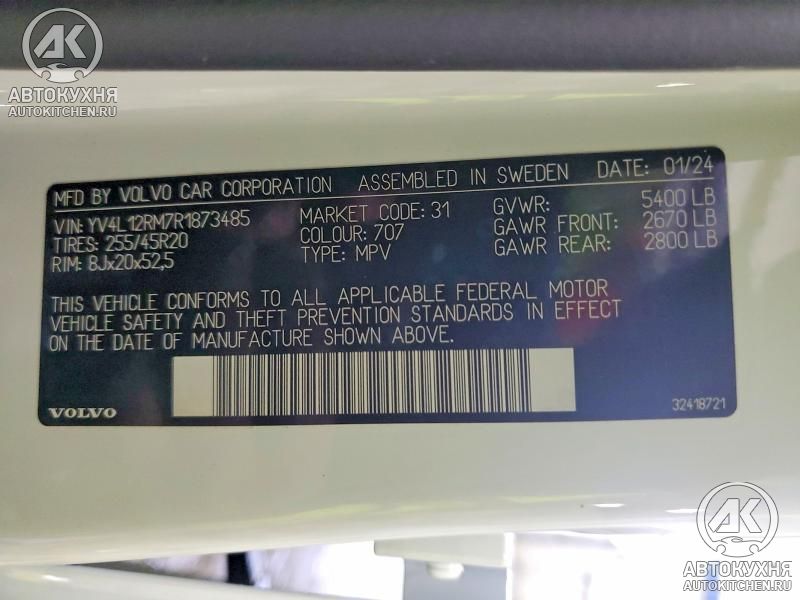 AK
АВТОКУХНЯ
AUTOKITCHEN.RU
MFD BY VOLVO CAR CORPORATION ASSEMBLED IN SWEDEN DATE: 01/24
VIN: YV4L12RM7R1873485 MARKET CODE: 31 GVWR: 5400 LB
TIRES: 255/45R20 COLOUR: 707 GAWR FRONT: 2670 LB
RIM: 8Jx20x52,5 TYPE: MPV GAWR REAR: 2800 LB
THIS VEHICLE CONFORMS TO ALL APPLICABLE FEDERAL MOTOR
VEHICLE SAFETY AND THEFT PREVENTION STANDARDS IN EFFECT
ON THE DATE OF MANUFACTURE SHOWN ABOVE.
VOLVO 32418721
AK
АВТОКУХНЯ
AUTOKITCHEN.RU